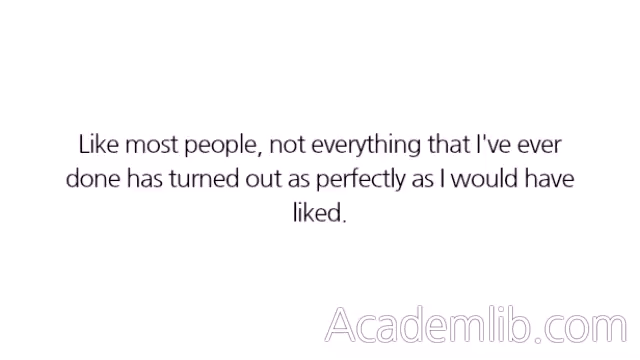 Like most people, not everything that I've ever
done has turned out as perfectly as I would have
liked.
Academlib.com